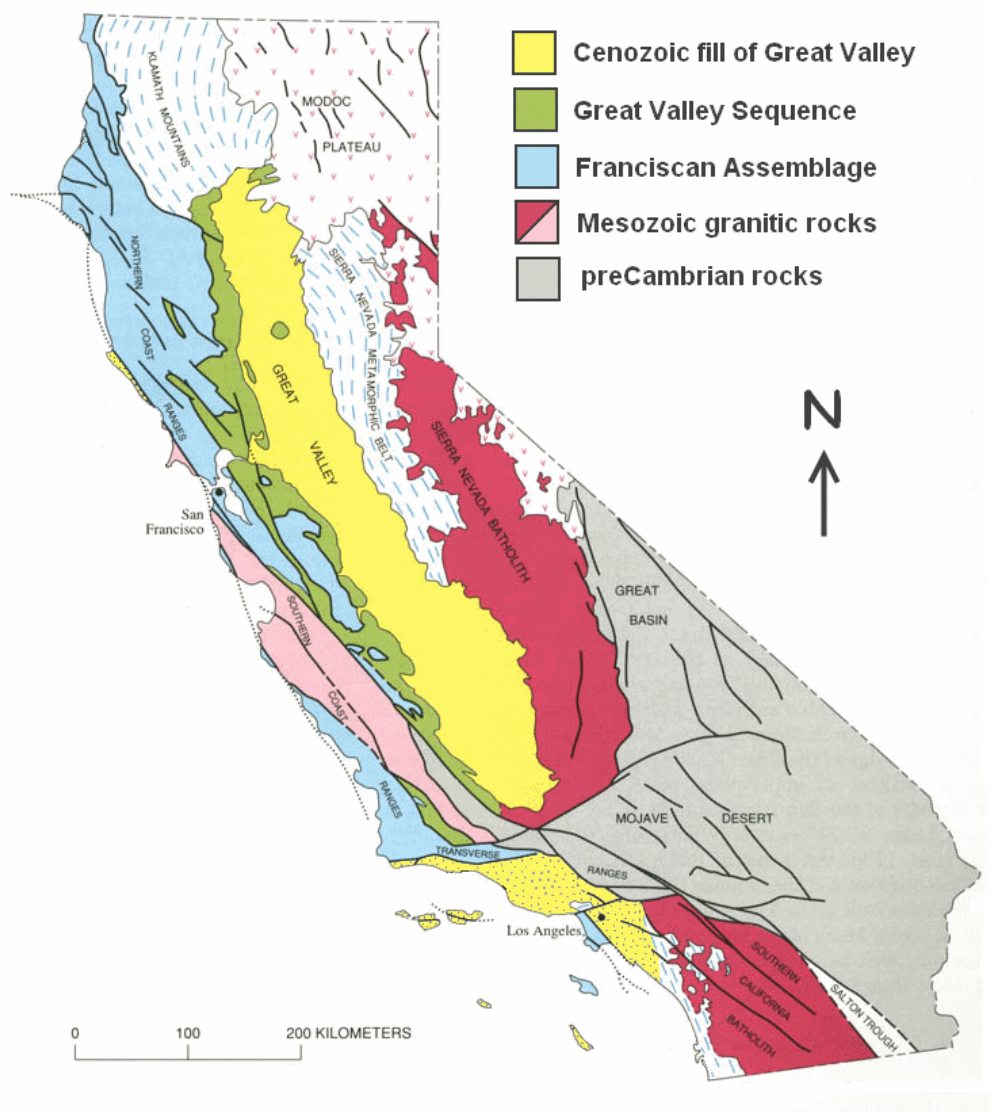 Cenozoic fill of Great Valley
Great Valley Sequence
Franciscan Assemblage
Mesozoic granitic rocks
preCambrian rocks
N
KLAMATH MOUNTAINS
MODOC
PLATEAU
NORTHERN
COAST
RANGES
SIERRA NEVADA METAMORPHIC BELT
GREAT
VALLEY
SIERRA NEVADA BATHOLITH
San
Francisco
GREAT
BASIN
SOUTHERN
COAST
RANGES
MOJAVE
DESERT
TRANSVERSE
RANGES
Los Angeles
SOUTHERN
CALIFORNIA
BATHOLITH
SALTON TROUGH
0 100 200 KILOMETERS